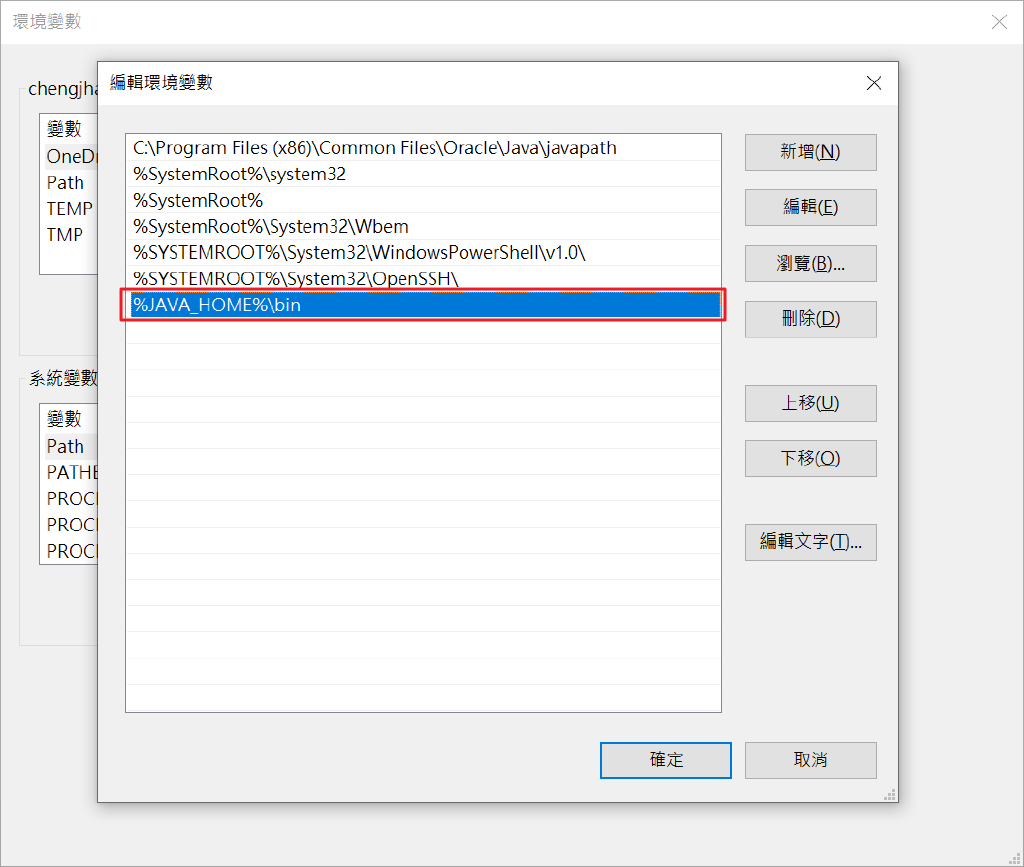 環境變數
編輯環境變數
chengjha
變數
OneDr
Path
TEMP
TMP
系統變數
變數
Path
PATHE
PROC
PROC
PROC
C:\Program Files (x86)\Common Files\Oracle\Java\javapath
%SystemRoot%\system32
%SystemRoot%
%SystemRoot%\System32\Wbem
%SYSTEMROOT%\System32\WindowsPowerShell\v1.0\
%SYSTEMROOT%\System32\OpenSSH\
%JAVA_HOME%\bin
新增(N)
編輯(E)
瀏覽(B)...
刪除(D)
上移(U)
下移(O)
編輯文字(T)...
確定
取消